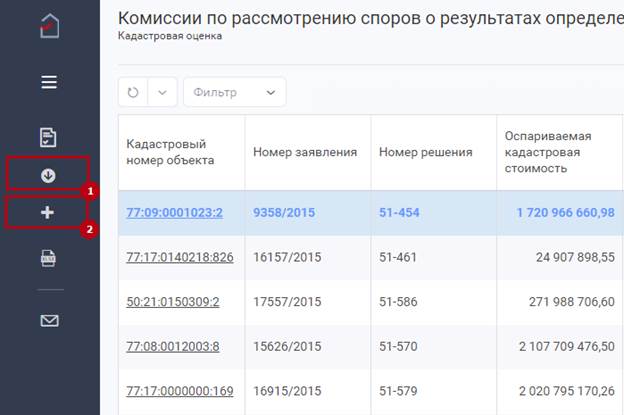 Комиссии по рассмотрению споров о результатах определе
Кадастровая оценка
Фильтр
Кадастровый номер объекта
Номер заявления
Номер решения
Оспариваемая кадастровая стоимость
77:09:0001023:2 9358/2015 51-454 1 720 966 660,98
1
2
77:17:0140218:826 16157/2015 51-461 24 907 898,55
50:21:0150309:2 17557/2015 51-586 271 988 706,60
77:08:0012003:8 15626/2015 51-570 2 107 709 476,50
77:17:0000000:169 16915/2015 51-579 2 020 795 170,26